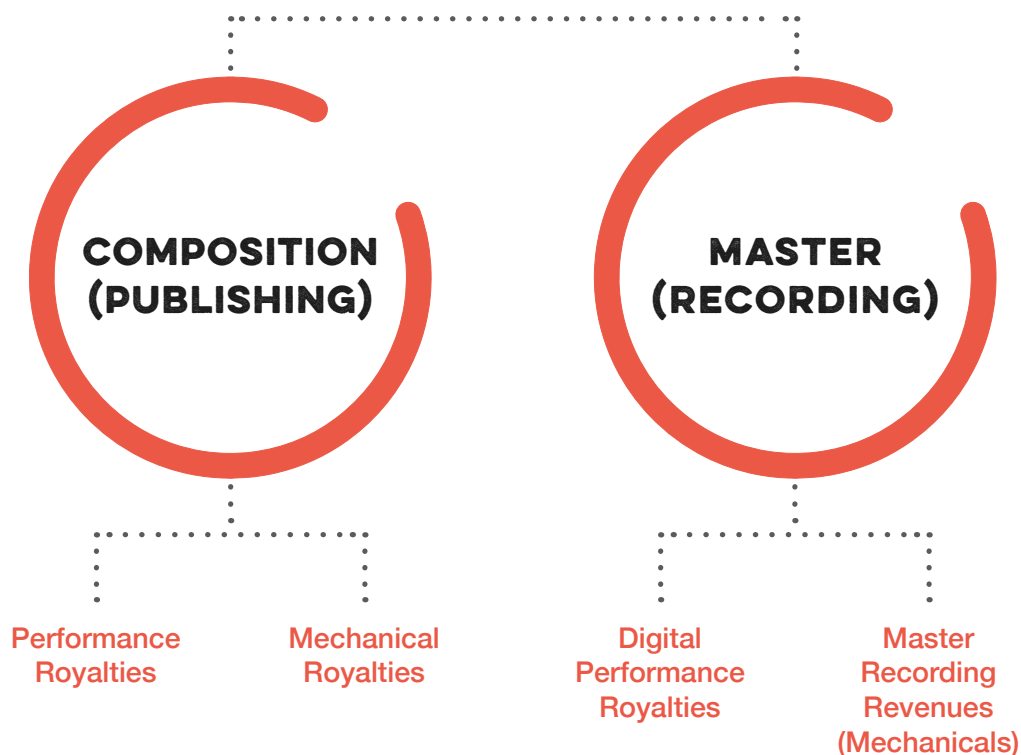 COMPOSITION
(PUBLISHING)
MASTER
(RECORDING)
Performance
Royalties
Mechanical
Royalties
Digital
Performance
Royalties
Master
Recording
Revenues
(Mechanicals)